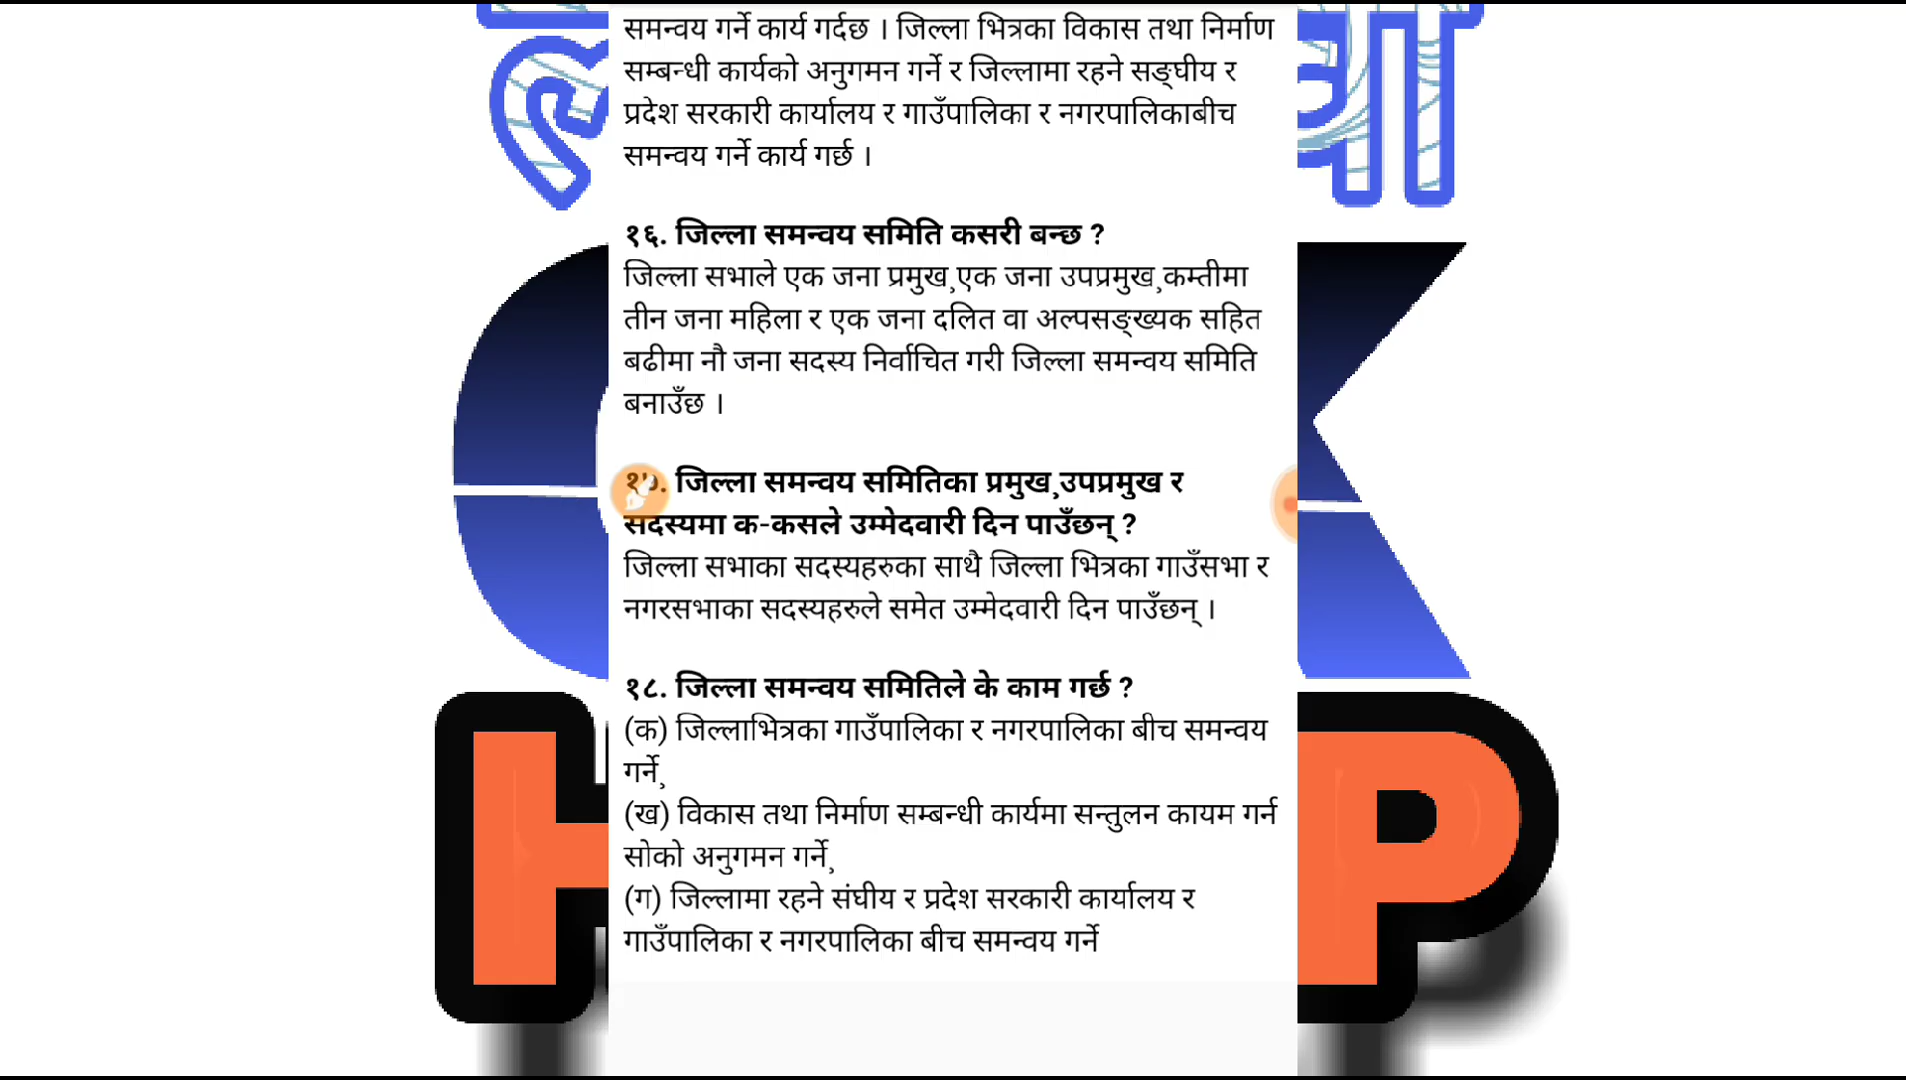 समन्वय गर्ने कार्य गर्दछ । जिल्ला भित्रका विकास तथा निर्माण
सम्बन्धी कार्यको अनुगमन गर्ने र जिल्लामा रहने सङ्घीय र
प्रदेश सरकारी कार्यालय र गाउँपालिका र नगरपालिकाबीच
समन्वय गर्ने कार्य गर्छ ।
१६. जिल्ला समन्वय समिति कसरी बन्छ ?
जिल्ला सभाले एक जना प्रमुख¸एक जना उपप्रमुख¸कम्तीमा
तीन जना महिला र एक जना दलित वा अल्पसङ्ख्यक सहित
बढीमा नौ जना सदस्य निर्वाचित गरी जिल्ला समन्वय समिति
बनाउँछ ।
१७. जिल्ला समन्वय समितिका प्रमुख¸उपप्रमुख र
सदस्यमा क-कसले उम्मेदवारी दिन पाउँछन् ?
जिल्ला सभाका सदस्यहरुका साथै जिल्ला भित्रका गाउँसभा र
नगरसभाका सदस्यहरुले समेत उम्मेदवारी दिन पाउँछन् ।
१८. जिल्ला समन्वय समितिले के काम गर्छ ?
(क) जिल्लाभित्रका गाउँपालिका र नगरपालिका बीच समन्वय
गर्ने¸
(ख) विकास तथा निर्माण सम्बन्धी कार्यमा सन्तुलन कायम गर्न
सोको अनुगमन गर्ने¸
(ग) जिल्लामा रहने संघीय र प्रदेश सरकारी कार्यालय र
गाउँपालिका र नगरपालिका बीच समन्वय गर्ने